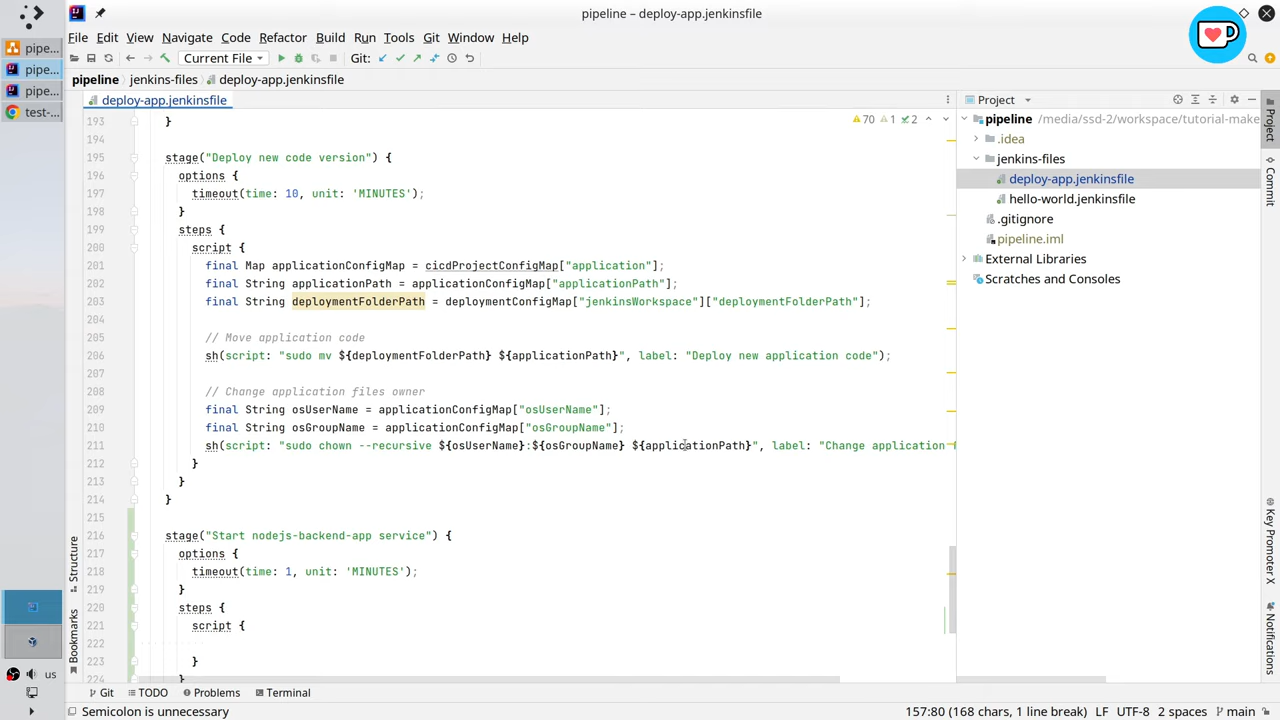 pipeline – deploy-app.jenkinsfile
File Edit View Navigate Code Refactor Build Run Tools Git Window Help
pipe...
pipe...
pipe...
test-...
Current File
Git:
pipeline jenkins-files deploy-app.jenkinsfile
deploy-app.jenkinsfile
70 1 2
193 }
194
195 stage("Deploy new code version") {
196 options {
197 timeout(time: 10, unit: 'MINUTES');
198 }
199 steps {
200 script {
201 final Map applicationConfigMap = cicdProjectConfigMap["application"];
202 final String applicationPath = applicationConfigMap["applicationPath"];
203 final String deploymentFolderPath = deploymentConfigMap["jenkinsWorkspace"]["deploymentFolderPath"];
204
205 // Move application code
206 sh(script: "sudo mv ${deploymentFolderPath} ${applicationPath}", label: "Deploy new application code");
207
208 // Change application files owner
209 final String osUserName = applicationConfigMap["osUserName"];
210 final String osGroupName = applicationConfigMap["osGroupName"];
211 sh(script: "sudo chown --recursive ${osUserName}:${osGroupName} ${applicationPath}", label: "Change application
212 }
213 }
214 }
215
216 stage("Start nodejs-backend-app service") {
217 options {
218 timeout(time: 1, unit: 'MINUTES');
219 }
220 steps {
221 script {
222
223 }
224 }
Project
pipeline /media/ssd-2/workspace/tutorial-make
.idea
jenkins-files
deploy-app.jenkinsfile
hello-world.jenkinsfile
.gitignore
pipeline.iml
External Libraries
Scratches and Consoles
Project
Commit
Key Promoter X
Notifications
Structure
Bookmarks
us
Git TODO Problems Terminal
Semicolon is unnecessary
157:80 (168 chars, 1 line break) LF UTF-8 2 spaces main